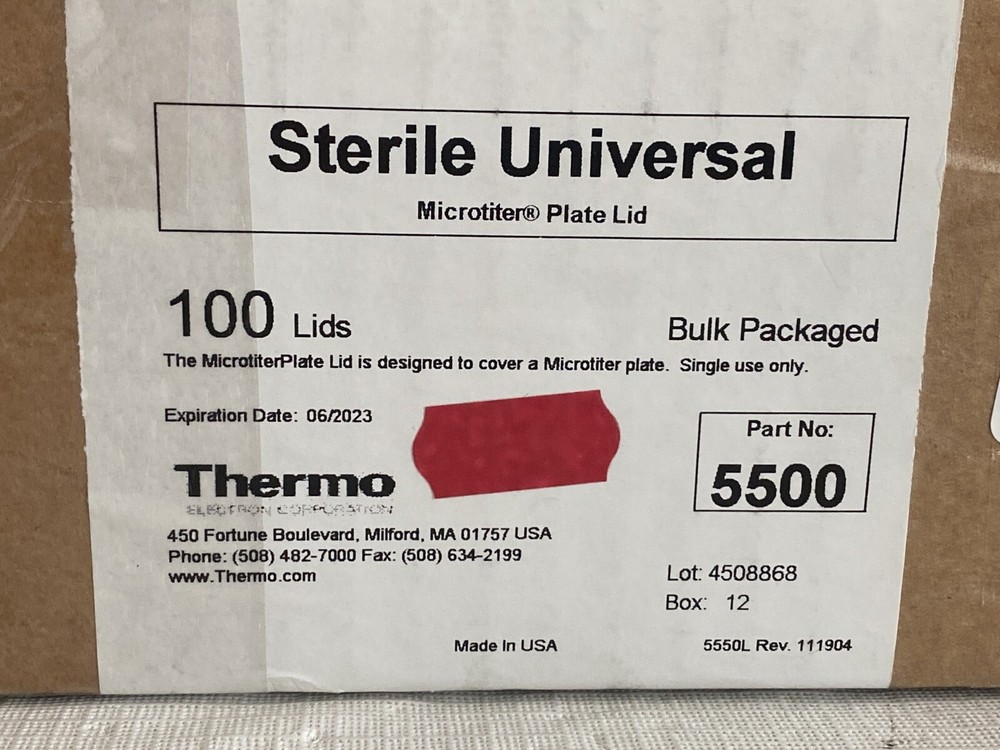 Sterile Universal
Microtiter® Plate Lid
100 Lids
Bulk Packaged
The MicrotiterPlate Lid is designed to cover a Microtiter plate. Single use only.
Expiration Date: 06/2023
Part No:
5500
Thermo
ELECTRON CORPORATION
450 Fortune Boulevard, Milford, MA 01757 USA
Phone: (508) 482-7000 Fax: (508) 634-2199
www.Thermo.com
Lot: 4508868
Box: 12
Made In USA
5550L Rev. 111904